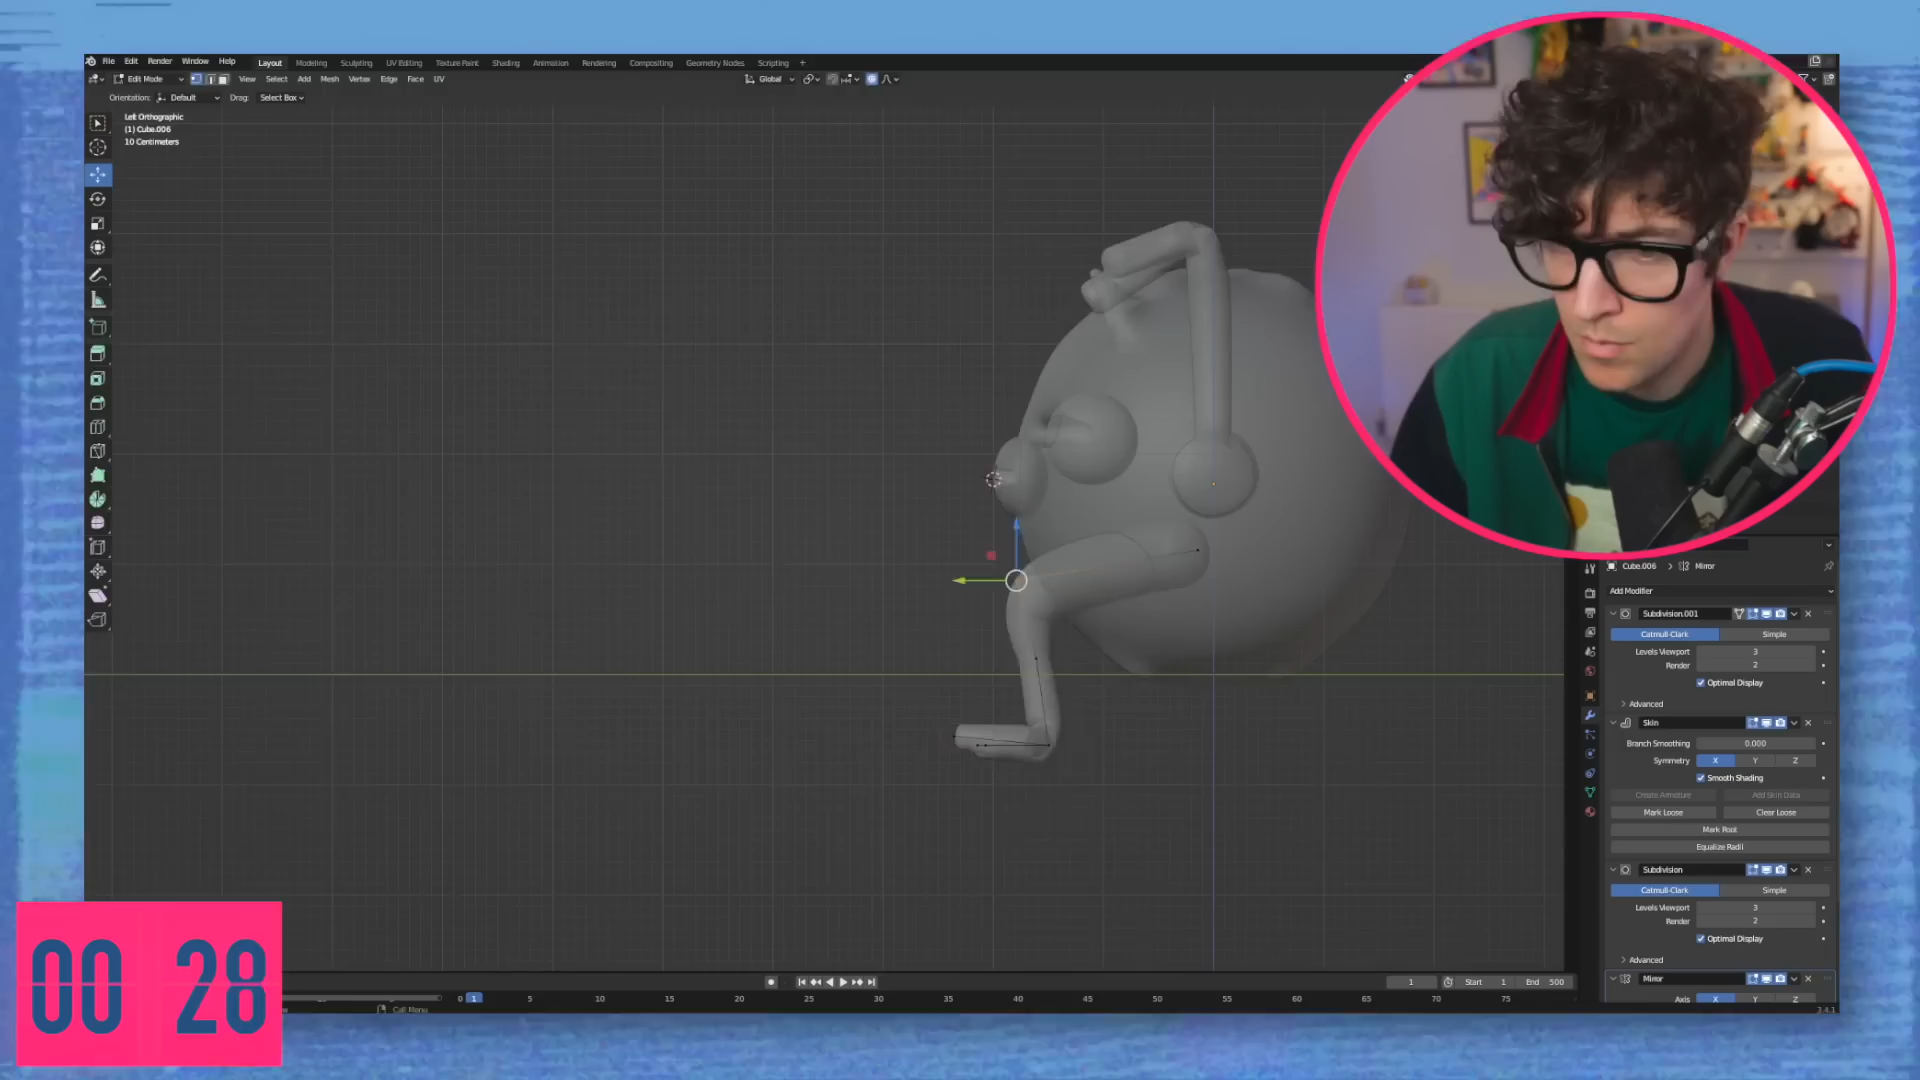 File Edit Render Window Help Layout Modeling Sculpting UV Editing Texture Paint Shading Animation Rendering Compositing Geometry Nodes Scripting +
Edit Mode View Select Add Mesh Vertex Edge Face UV Global
Orientation: Default Drag: Select Box
Left Orthographic
(1) Cube.006
10 Centimeters
Cube.006 > Mirror
Add Modifier
Subdivision.001
Catmull-Clark Simple
Levels Viewport 3
Render 2
Optimal Display
Advanced
Skin
Branch Smoothing 0.000
Symmetry X Y Z
Smooth Shading
Create Armature Add Skin Data
Mark Loose Clear Loose
Mark Root
Equalize Radii
Subdivision
Catmull-Clark Simple
Levels Viewport 3
Render 2
Optimal Display
Advanced
Mirror
Axis X Y Z
1 Start 1 End 500
0 1 5 10 15 20 25 30 35 40 45 50 55 60 65 70 75
Call Menu
3.4.1
00 28